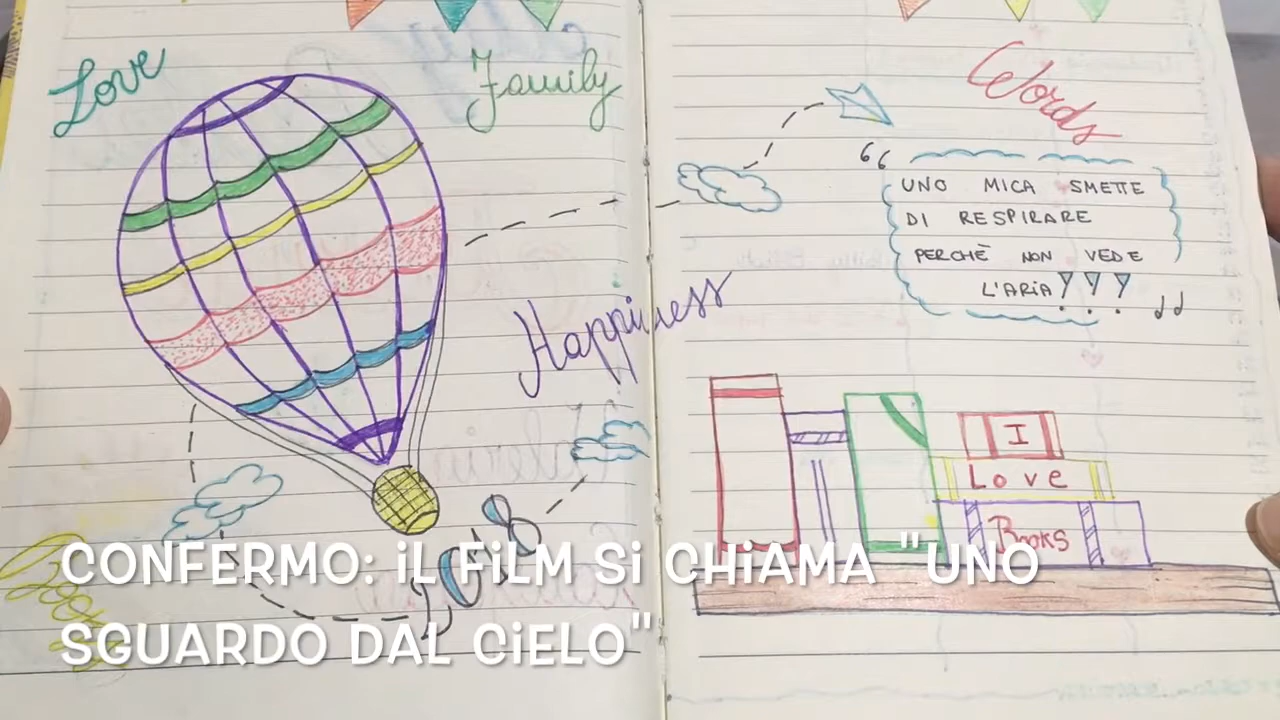 Love
Family
Happiness
Books
Words
“ UNO MICA SMETTE
DI RESPIRARE
PERCHÈ NON VEDE
L'ARIA
I
Love
Books
CONFERMO: iL FiLM Si CHiAMA "UNO
SGUARDO DAL CiELO"